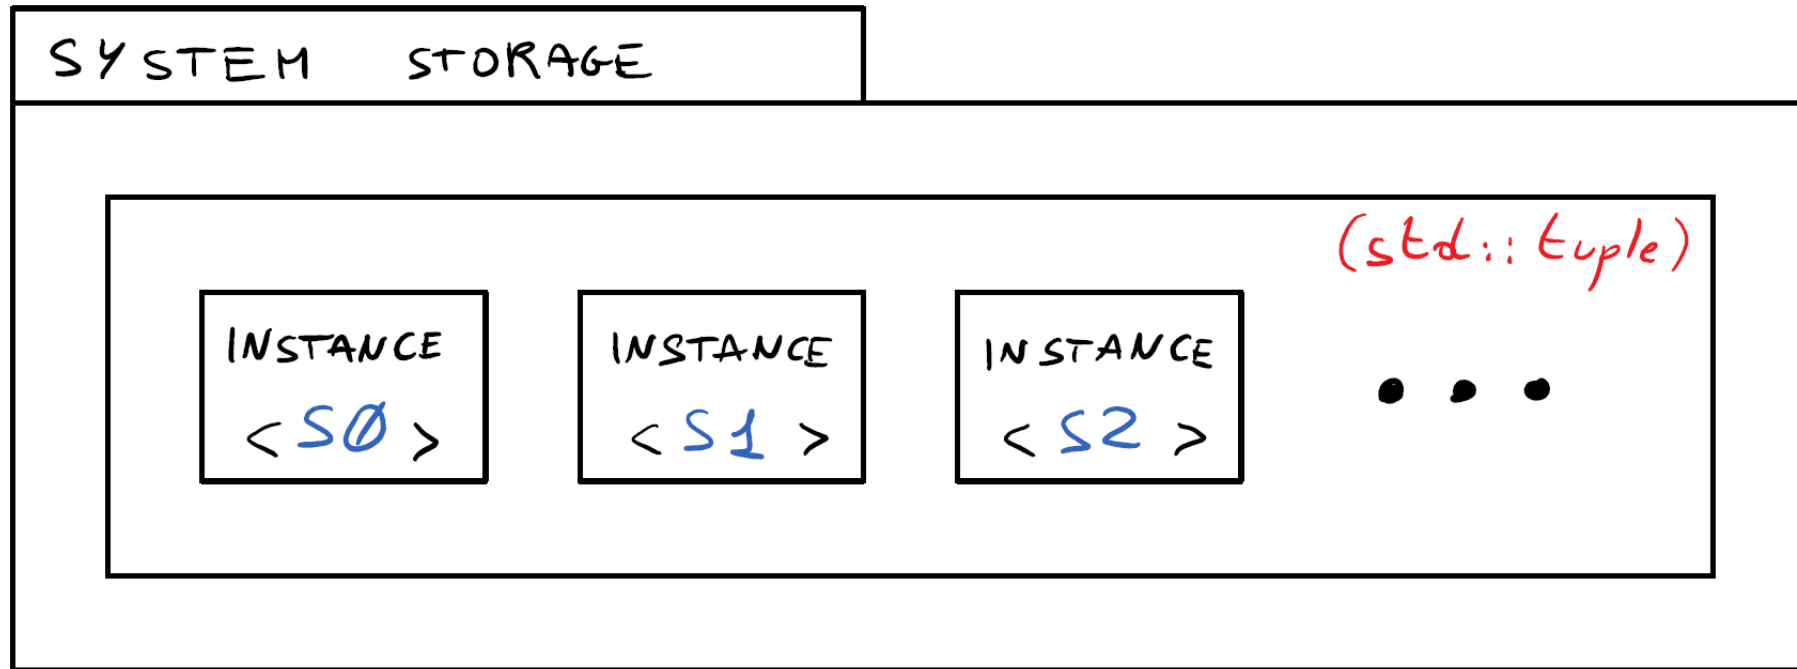 SYSTEM STORAGE
(std::tuple)
INSTANCE INSTANCE INSTANCE
<S0> <S1> <S2> •••